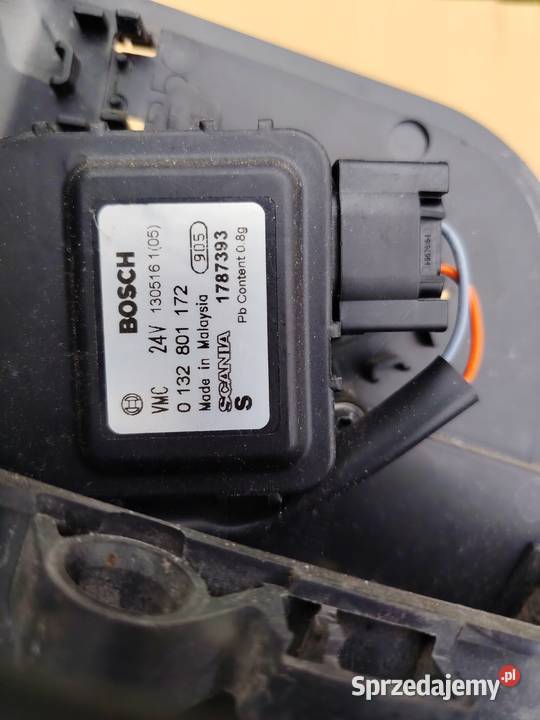 BOSCH
VMC 24V 130516 1(05)
0 132 801 172
Made in Malaysia 905
SCANIA 1787393
S Pb Content 0.8g
Sprzedajemy.pl